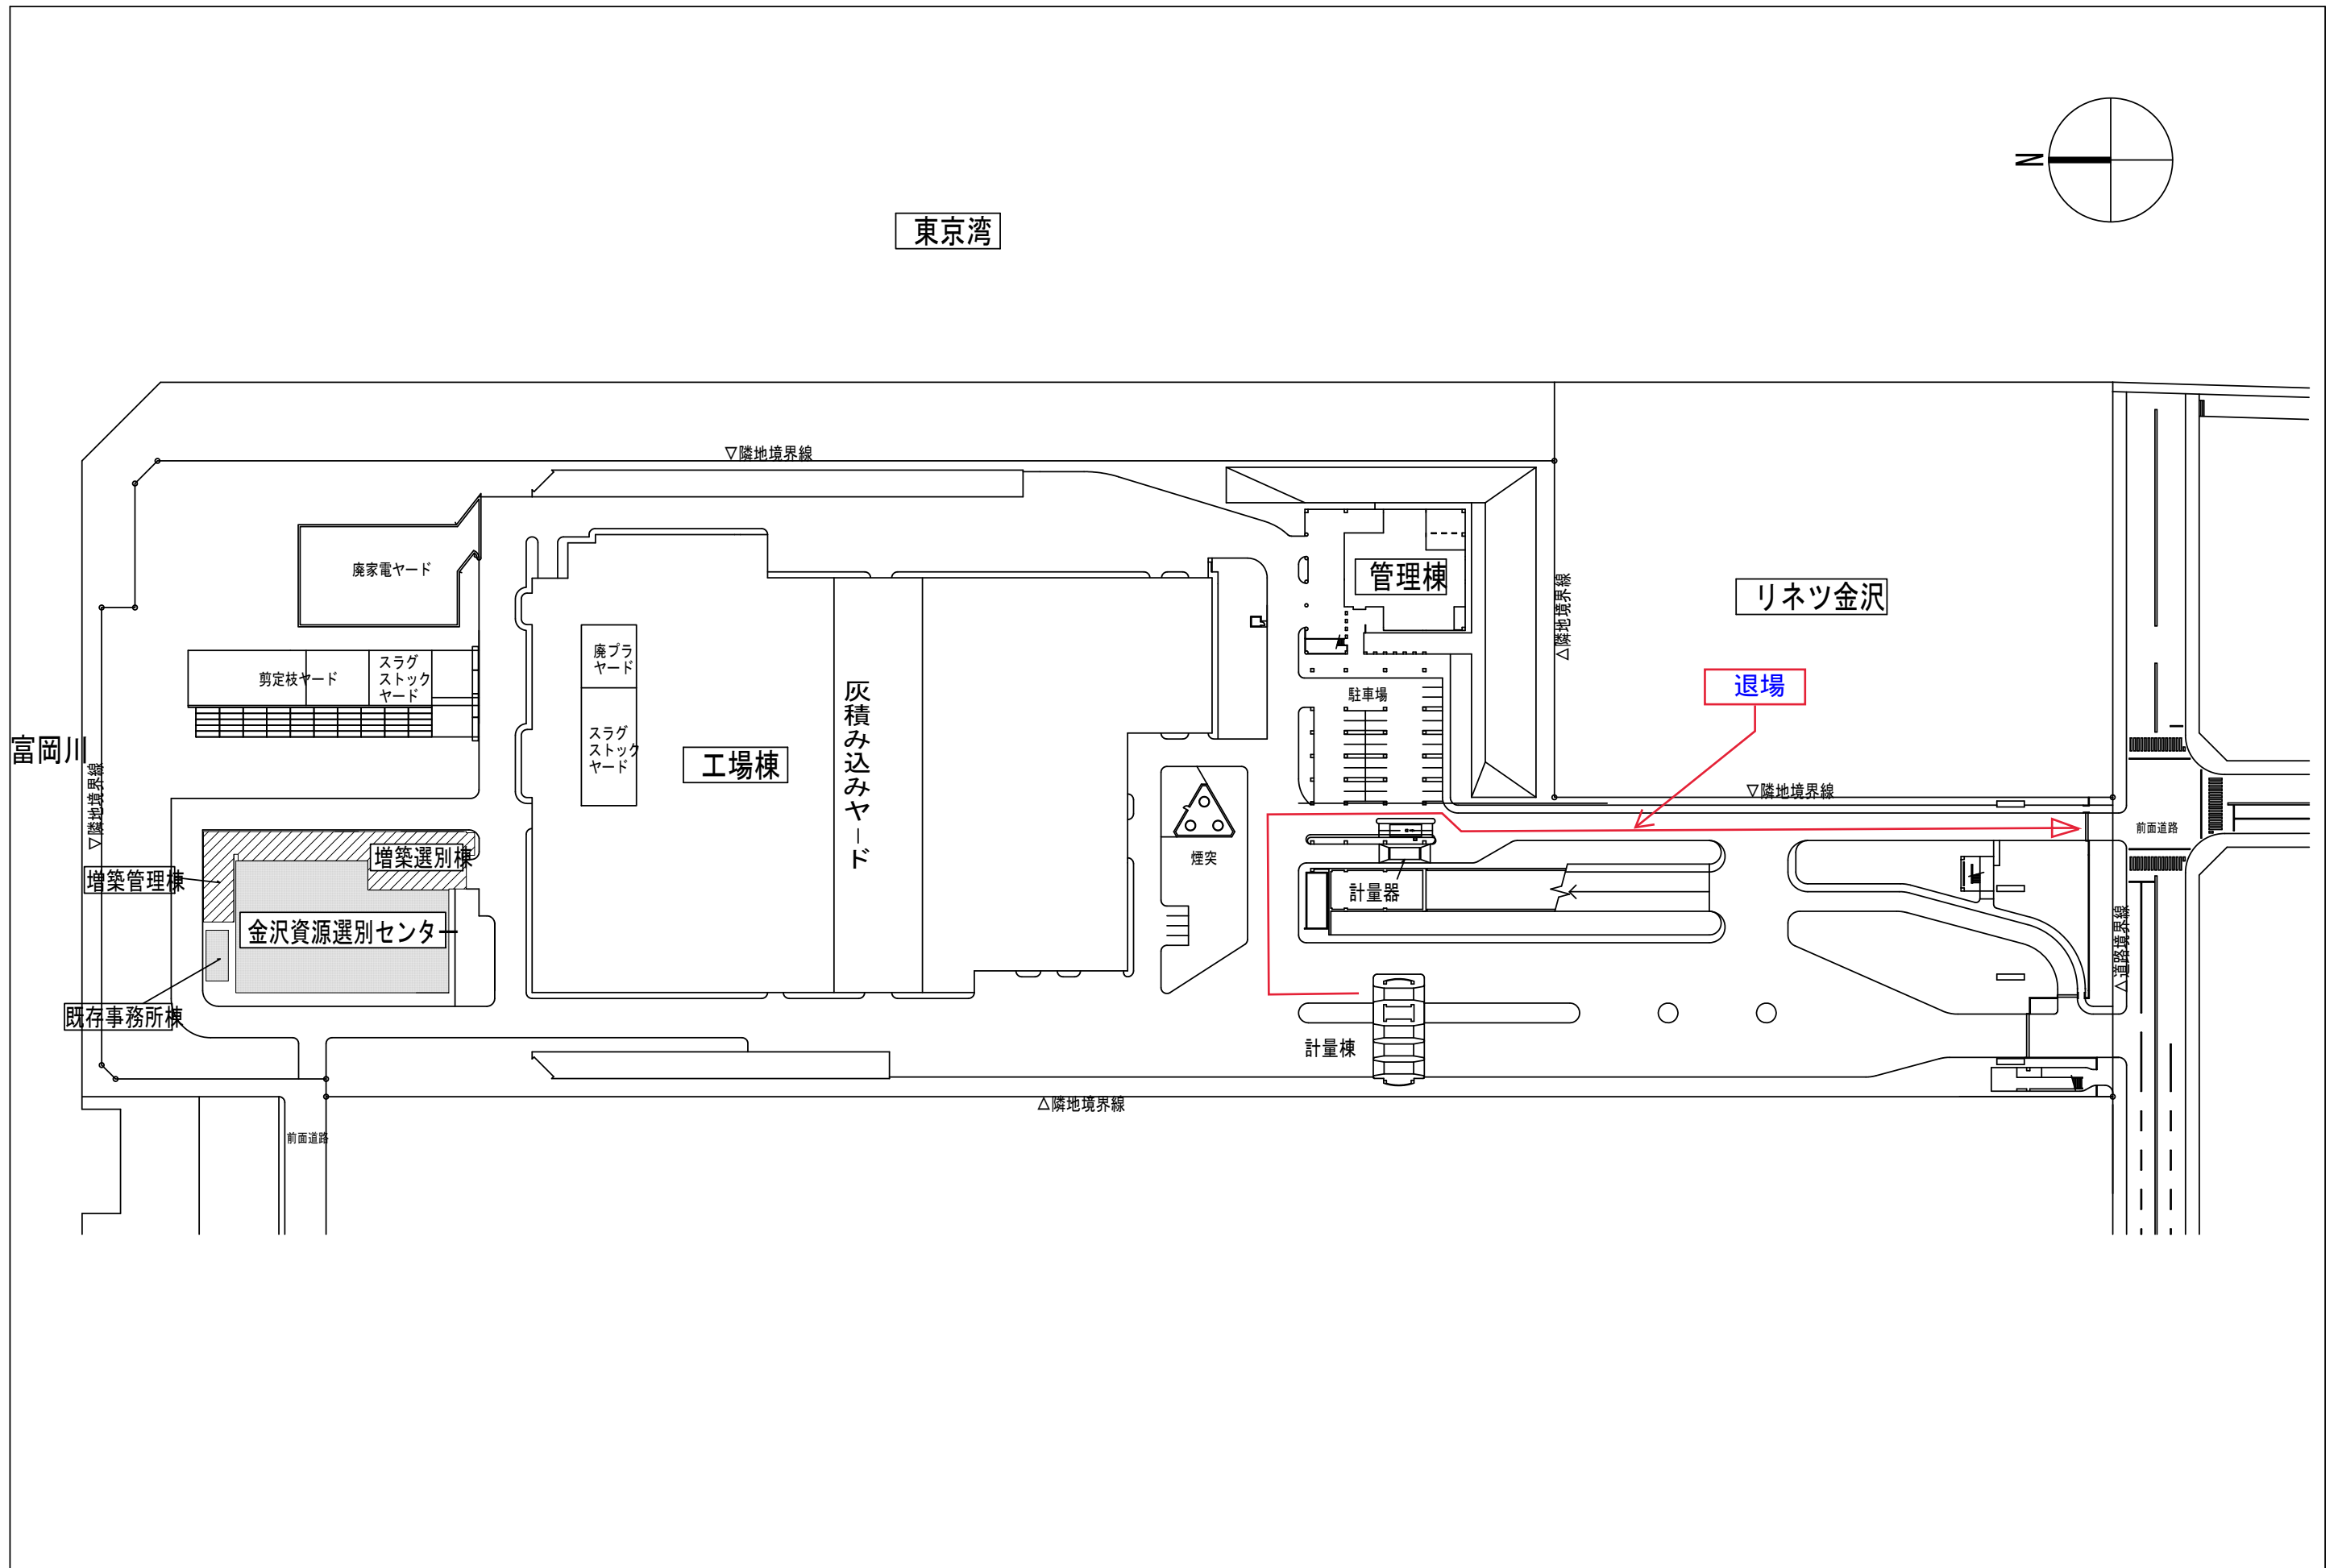 N
東京湾
▽隣地境界線
廃家電ヤード
管理棟
リネツ金沢
△隣地境界線
剪定枝ヤード
スラグ
ストック
ヤード
廃プラ
ヤード
灰積み込みヤード
駐車場
退場
富岡川
▽隣地境界線
スラグ
ストック
ヤード
工場棟
▽隣地境界線
前面道路
増築選別棟
増築管理棟
煙突
計量器
金沢資源選別センター
△道路境界線
既存事務所棟
計量棟
△隣地境界線
前面道路